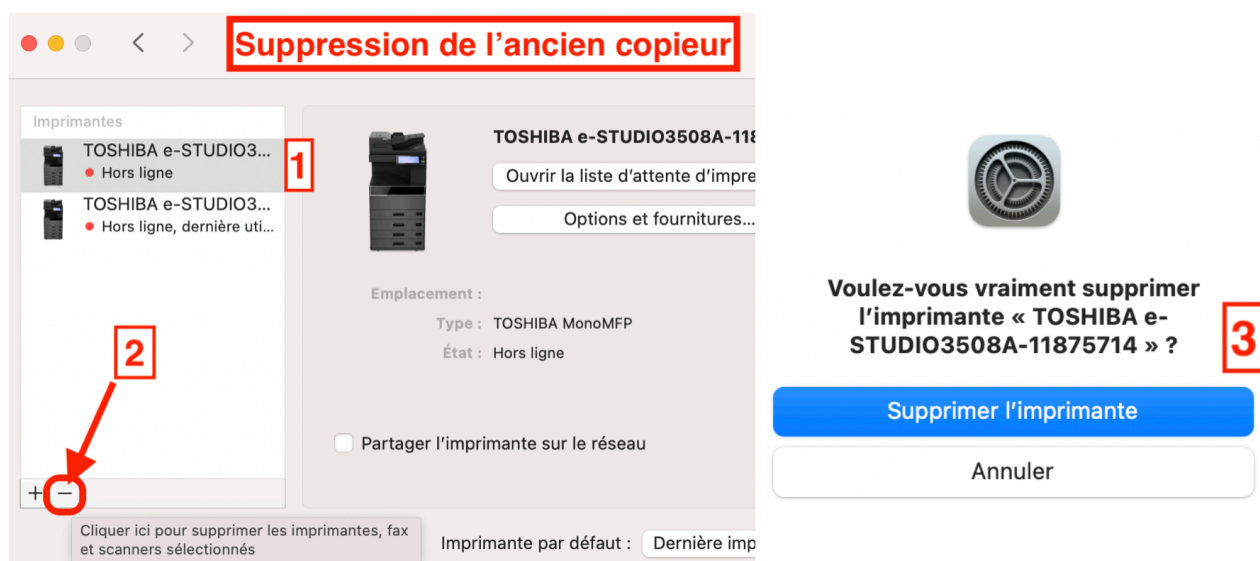 Suppression de l’ancien copieur
Imprimantes
TOSHIBA e-STUDIO3...
Hors ligne
1
TOSHIBA e-STUDIO3...
Hors ligne, dernière uti...
2
+ −
Cliquer ici pour supprimer les imprimantes, fax
et scanners sélectionnés
TOSHIBA e-STUDIO3508A-118
Ouvrir la liste d’attente d’impre
Options et fournitures...
Emplacement :
Type : TOSHIBA MonoMFP
État : Hors ligne
Partager l’imprimante sur le réseau
Imprimante par défaut : Dernière imp
Voulez-vous vraiment supprimer
l’imprimante « TOSHIBA e-
STUDIO3508A-11875714 » ?
3
Supprimer l’imprimante
Annuler